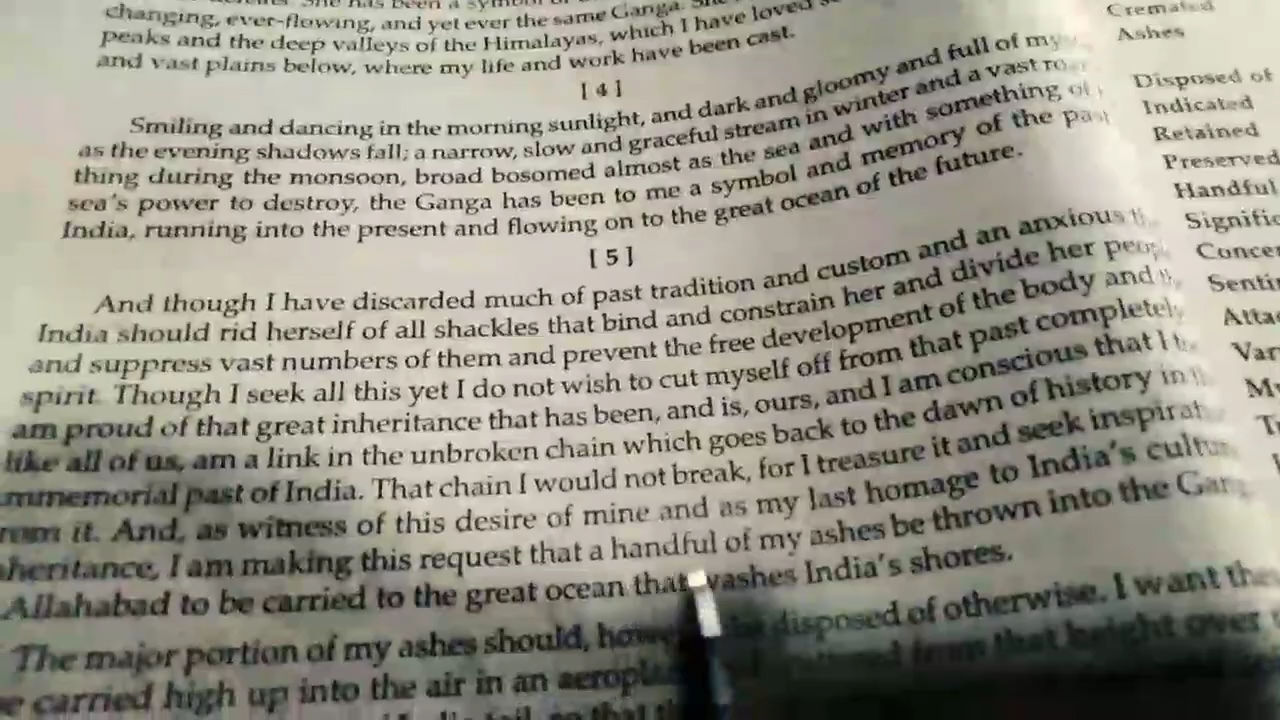 changing, ever-flowing, and yet ever the same Ganga.
peaks and the deep valleys of the Himalayas, which I have loved
and vast plains below, where my life and work have been cast.
[ 4 ]
Smiling and dancing in the morning sunlight, and dark and gloomy and full of
as the evening shadows fall; a narrow, slow and graceful stream in winter and a vast
thing during the monsoon, broad bosomed almost as the sea and with something of
sea's power to destroy, the Ganga has been to me a symbol and memory of the
India, running into the present and flowing on to the great ocean of the future.
[ 5 ]
And though I have discarded much of past tradition and custom and an anxious
India should rid herself of all shackles that bind and constrain her and divide her
and suppress vast numbers of them and prevent the free development of the body and
spirit. Though I seek all this yet I do not wish to cut myself off from that past completely
am proud of that great inheritance that has been, and is, ours, and I am conscious that I
like all of us, am a link in the unbroken chain which goes back to the dawn of history in
past of India. That chain I would not break, for I treasure it and seek
it. And, as witness of this desire of mine and as my last homage to India's
I am making this request that a handful of my ashes be thrown into the
Allahabad to be carried to the great ocean that washes India's shores.
The major portion of my ashes should, disposed of otherwise. I want
carried high up into the air in an from that height over
Cremated
Ashes
Disposed of
Indicated
Retained
Preserved
Handful